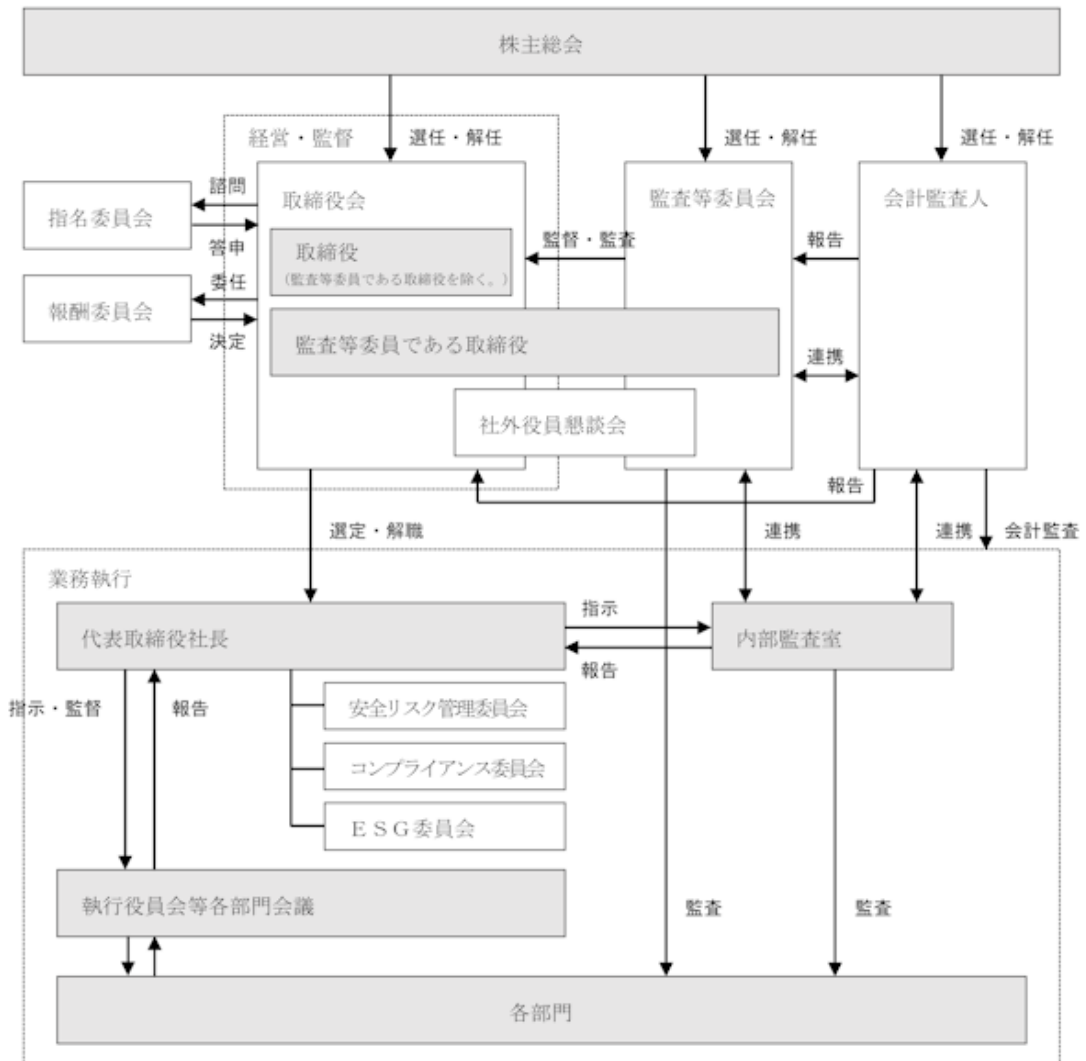 株主総会
選任・解任
選任・解任
選任・解任
経営・監督
諮問
指名委員会
答申
委任
報酬委員会
決定
取締役会
取締役
（監査等委員である取締役を除く。）
監査等委員会
会計監査人
監督・監査
報告
監査等委員である取締役
連携
社外役員懇談会
報告
選定・解職
連携
連携
会計監査
業務執行
代表取締役社長
指示
報告
内部監査室
指示・監督
報告
安全リスク管理委員会
コンプライアンス委員会
ＥＳＧ委員会
執行役員会等各部門会議
監査
監査
各部門